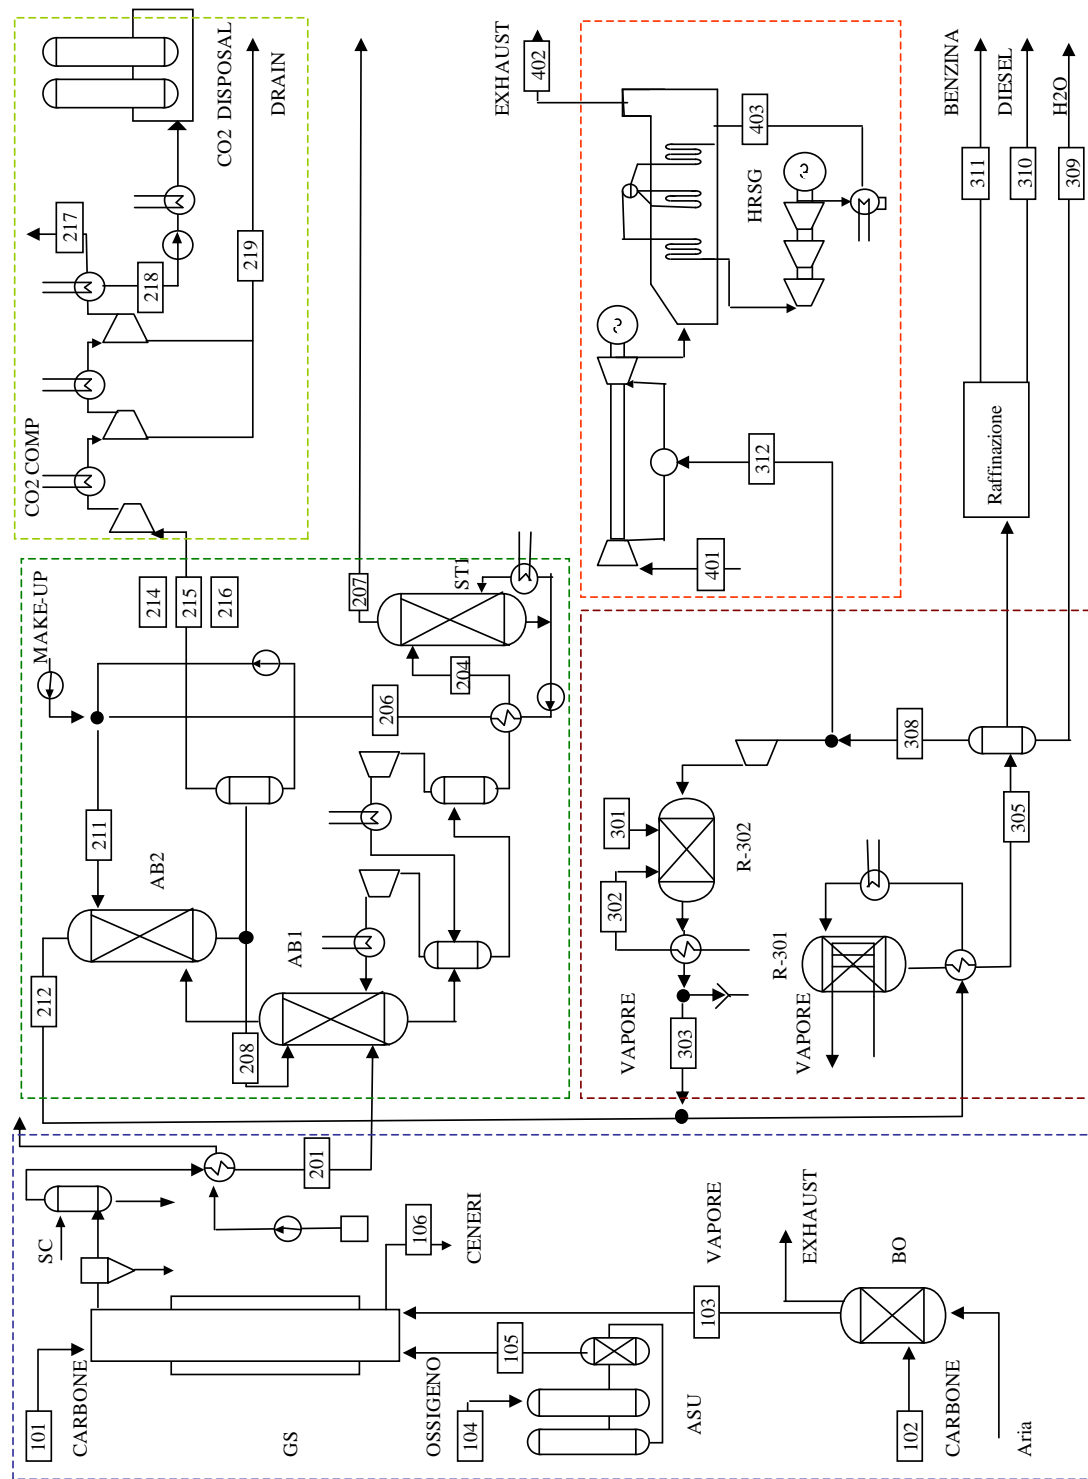 101
CARBONE
GS
OSSIGENO
104
105
ASU
SC
106
CENERI
103
VAPORE
EXHAUST
BO
102
CARBONE
Aria
201
212
208
AB1
AB2
211
MAKE-UP
206
204
207
ST1
214
215
216
CO2 COMP
217
218
219
CO2 DISPOSAL
DRAIN
VAPORE
303
302
301
R-302
VAPORE
R-301
305
308
312
401
HRSG
403
EXHAUST
402
Raffinazione
311
BENZINA
310
DIESEL
309
H2O